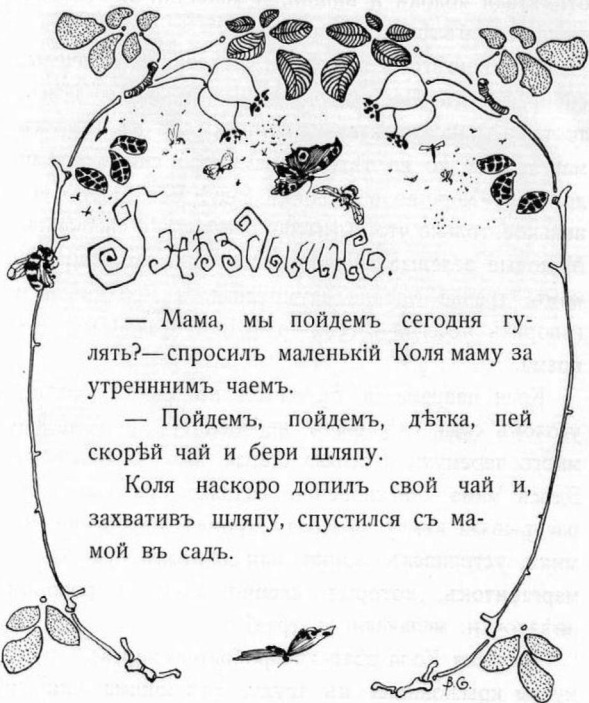 Гнѣздышко.
— Мама, мы пойдемъ сегодня гу-
лять?—спросилъ маленькій Коля маму за
утренннимъ чаемъ.
— Пойдемъ, пойдемъ, дѣтка, пей
скорѣй чай и бери шляпу.
Коля наскоро допилъ свой чай и,
захвативъ шляпу, спустился съ ма-
мой въ садъ.
B.G.